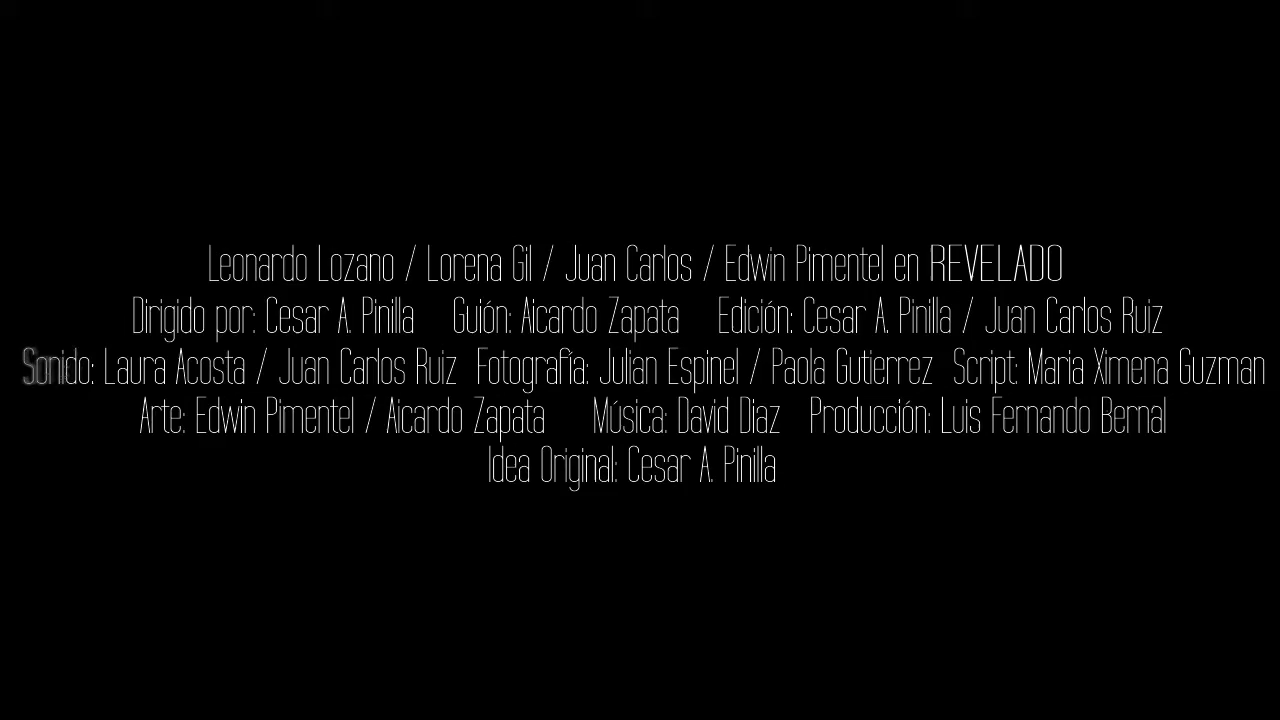 Leonardo Lozano / Lorena Gil / Juan Carlos / Edwin Pimentel en REVELADO
Dirigido por: Cesar A. Pinilla Guión: Aicardo Zapata Edición: Cesar A. Pinilla / Juan Carlos Ruiz
Sonido: Laura Acosta / Juan Carlos Ruiz Fotografía: Julian Espinel / Paola Gutierrez Script: Maria Ximena Guzman
Arte: Edwin Pimentel / Aicardo Zapata Música: David Diaz Producción: Luis Fernando Bernal
Idea Original: Cesar A. Pinilla